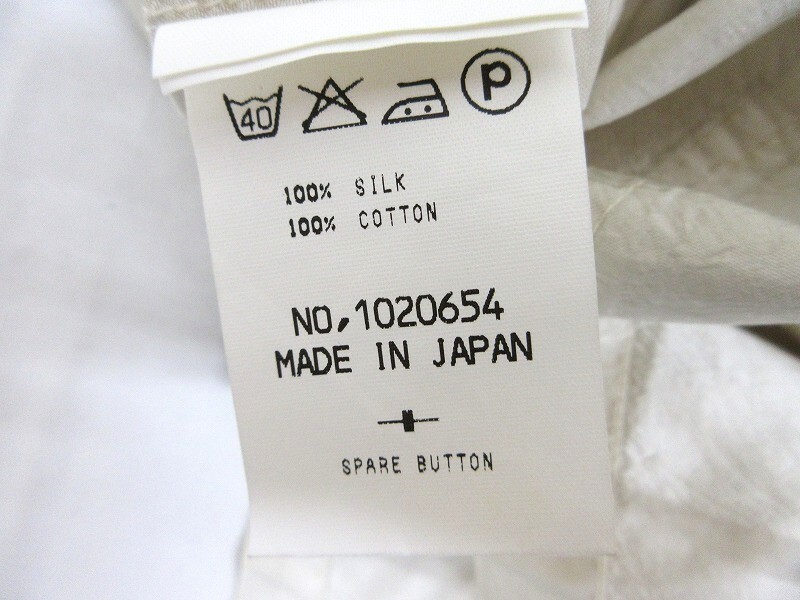 40 P
100% SILK
100% COTTON
NO,1020654
MADE IN JAPAN
SPARE BUTTON